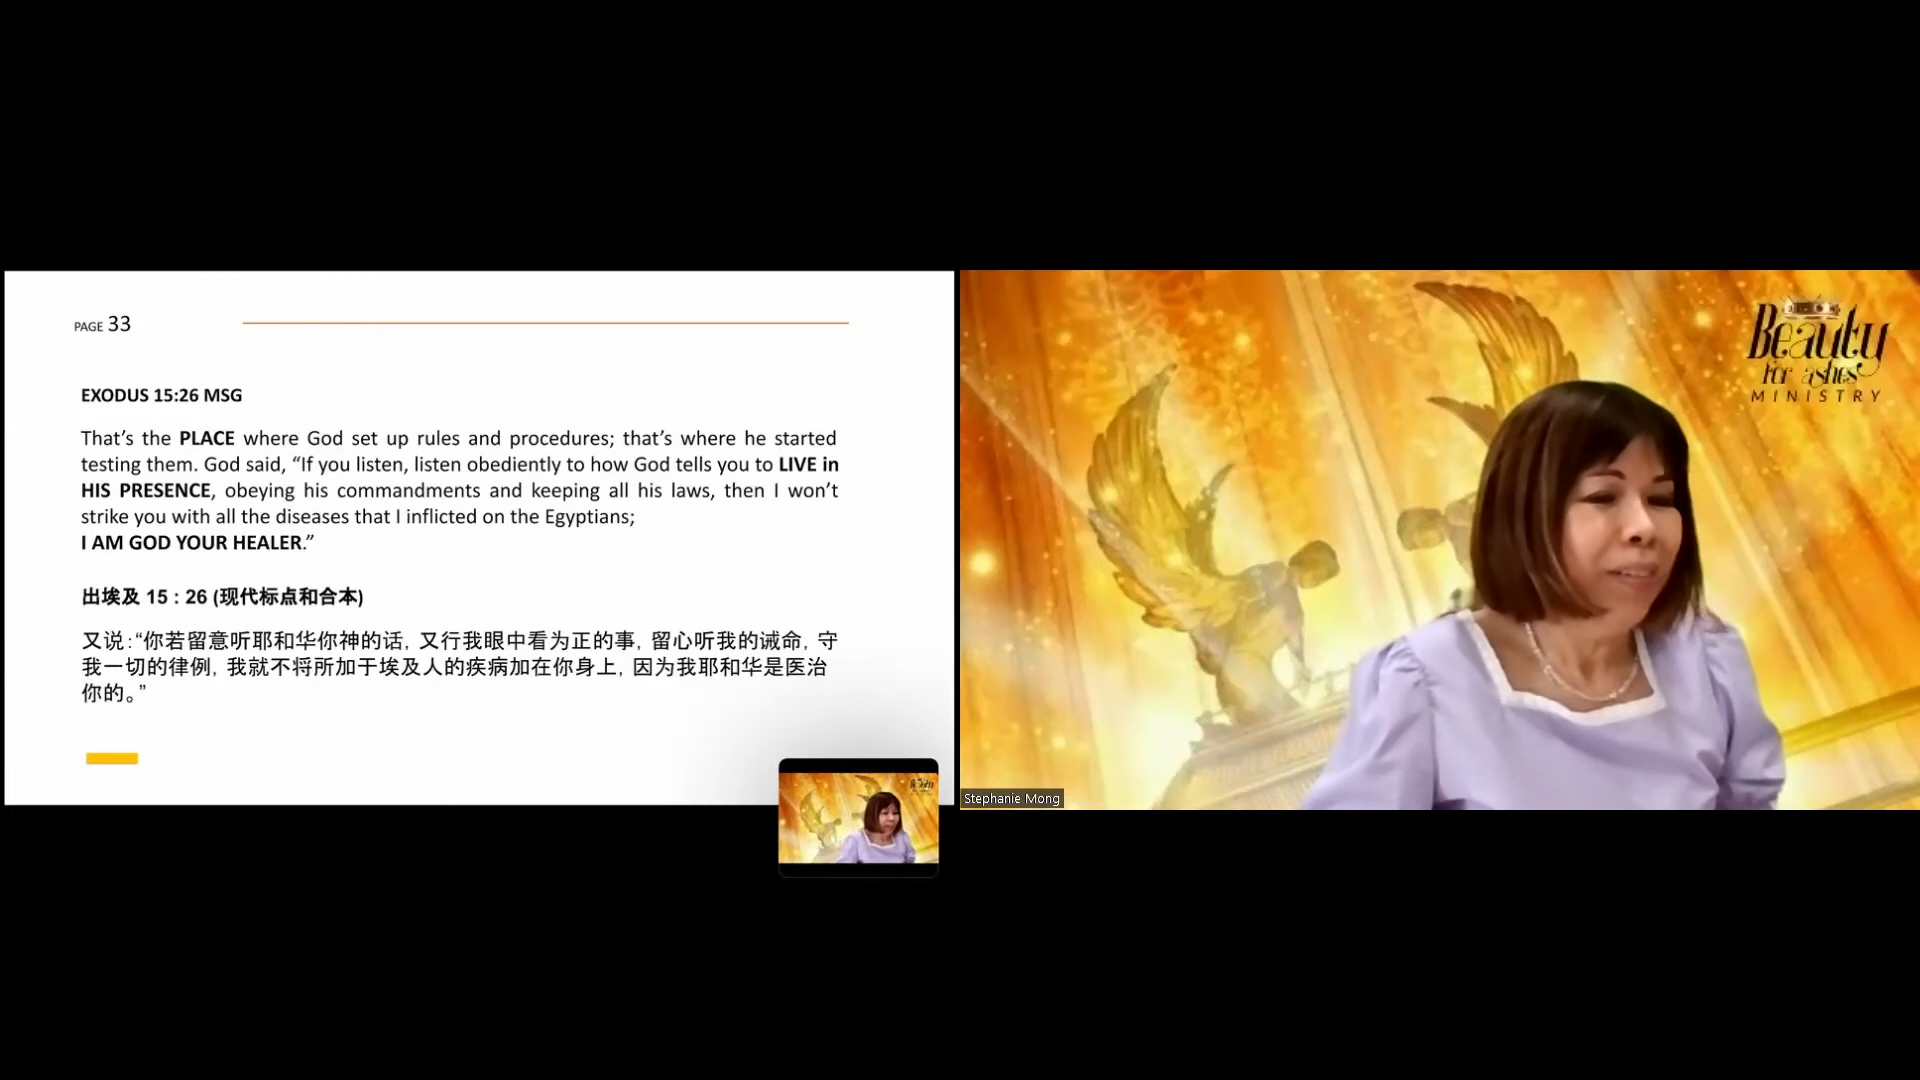 PAGE 33
EXODUS 15:26 MSG
That’s the PLACE where God set up rules and procedures; that’s where he started
testing them. God said, “If you listen, listen obediently to how God tells you to LIVE in
HIS PRESENCE, obeying his commandments and keeping all his laws, then I won’t
strike you with all the diseases that I inflicted on the Egyptians;
I AM GOD YOUR HEALER.”
出埃及 15 : 26 (现代标点和合本)
又说：“你若留意听耶和华你神的话，又行我眼中看为正的事，留心听我的诫命，守
我一切的律例，我就不将所加于埃及人的疾病加在你身上，因为我耶和华是医治
你的。”
Beauty
For ashes
MINISTRY
Stephanie Mong